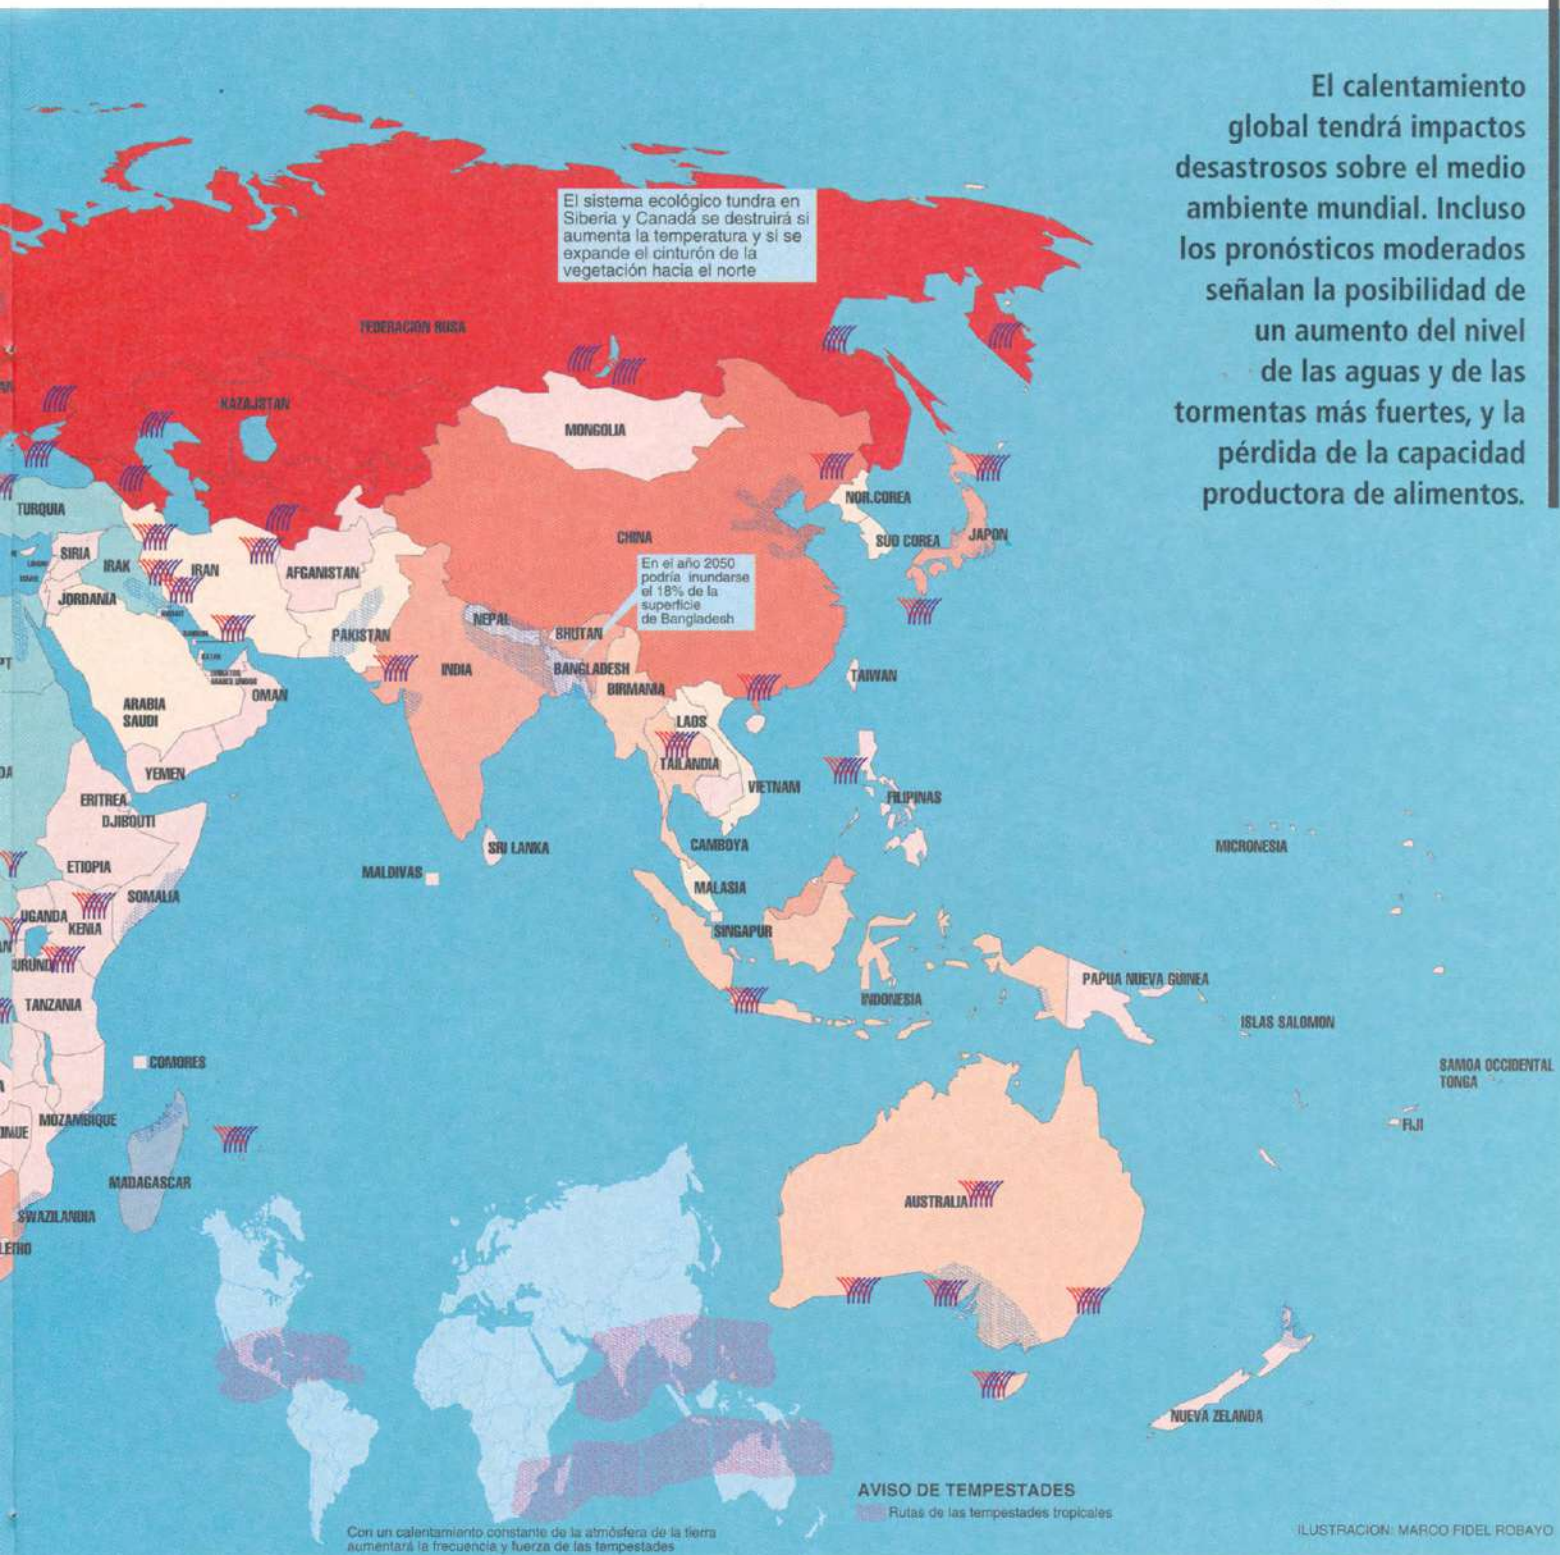 El calentamiento
global tendrá impactos
desastrosos sobre el medio
ambiente mundial. Incluso
los pronósticos moderados
señalan la posibilidad de
un aumento del nivel
de las aguas y de las
tormentas más fuertes, y la
pérdida de la capacidad
productora de alimentos.
El sistema ecológico tundra en
Siberia y Canadá se destruirá si
aumenta la temperatura y si se
expande el cinturón de la
vegetación hacia el norte
FEDERACION RUSA
KAZAJSTAN
MONGOLIA
TURQUIA
NOR.COREA
SUD COREA
JAPON
CHINA
SIRIA
IRAK
IRAN
AFGANISTAN
JORDANIA
En el año 2050
podría inundarse
el 18% de la
superficie
de Bangladesh
NEPAL
PAKISTAN
BHUTAN
INDIA
BANGLADESH
BIRMANIA
TAIWAN
OMAN
ARABIA
SAUDI
LAOS
TAILANDIA
YEMEN
VIETNAM
ERITREA
DJIBOUTI
FILIPINAS
SRI LANKA
CAMBOYA
MICRONESIA
ETIOPIA
MALDIVAS
MALASIA
SOMALIA
UGANDA
KENIA
SINGAPUR
URUNDI
PAPUA NUEVA GUINEA
TANZANIA
INDONESIA
ISLAS SALOMON
COMORES
SAMOA OCCIDENTAL
TONGA
MOZAMBIQUE
FIJI
MADAGASCAR
AUSTRALIA
SWAZILANDIA
NUEVA ZELANDA
AVISO DE TEMPESTADES
Rutas de las tempestades tropicales
Con un calentamiento constante de la atmósfera de la tierra
aumentará la frecuencia y fuerza de las tempestades
ILUSTRACION: MARCO FIDEL ROBAYO